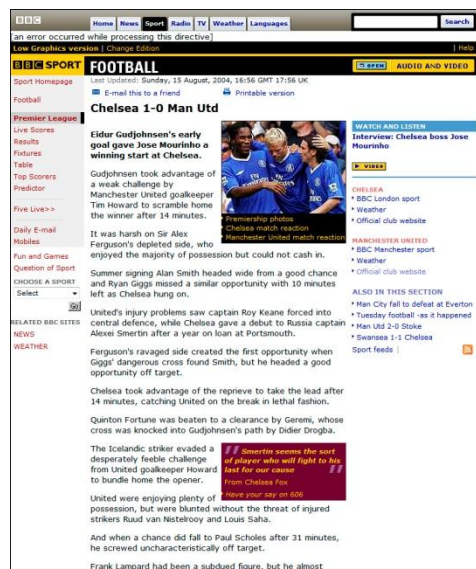 BBC
Home News Sport Radio TV Weather Languages
Search
[an error occurred while processing this directive]
Low Graphics version | Change Edition
Help
BBC SPORT
FOOTBALL
OPEN AUDIO AND VIDEO
Sport Homepage
Football
Premier League
Live Scores
Results
Fixtures
Table
Top Scorers
Predictor
Five Live>>
Daily E-mail
Mobiles
Fun and Games
Question of Sport
CHOOSE A SPORT
Select
Go
RELATED BBC SITES
NEWS
WEATHER
Last Updated: Sunday, 15 August, 2004, 16:56 GMT 17:56 UK
E-mail this to a friend
Printable version
Chelsea 1-0 Man Utd
Eidur Gudjohnsen's early
goal gave Jose Mourinho a
winning start at Chelsea.
Gudjohnsen took advantage of
a weak challenge by
Manchester United goalkeeper
Tim Howard to scramble home
the winner after 14 minutes.
Premiership photos
Chelsea match reaction
Manchester United match reaction
It was harsh on Sir Alex
Ferguson's depleted side, who
enjoyed the majority of possession but could not cash in.
Summer signing Alan Smith headed wide from a good chance
and Ryan Giggs missed a similar opportunity with 10 minutes
left as Chelsea hung on.
United's injury problems saw captain Roy Keane forced into
central defence, while Chelsea gave a debut to Russia captain
Alexei Smertin after a year on loan at Portsmouth.
Ferguson's ravaged side created the first opportunity when
Giggs' dangerous cross found Smith, but he headed a good
opportunity off target.
Chelsea took advantage of the reprieve to take the lead after
14 minutes, catching United on the break in lethal fashion.
Quinton Fortune was beaten to a clearance by Geremi, whose
cross was knocked into Gudjohnsen's path by Didier Drogba.
The Icelandic striker evaded a
desperately feeble challenge
from United goalkeeper Howard
to bundle home the opener.
Smertin seems the sort
of player who will fight to his
last for our cause
From Chelsea Fox
Have your say on 606
United were enjoying plenty of
possession, but were blunted without the threat of injured
strikers Ruud van Nistelrooy and Louis Saha.
And when a chance did fall to Paul Scholes after 31 minutes,
he screwed uncharacteristically off target.
Frank Lampard had been a subdued figure, but he almost
WATCH AND LISTEN
Interview: Chelsea boss Jose
Mourinho
VIDEO
CHELSEA
BBC London sport
Weather
Official club website
MANCHESTER UNITED
BBC Manchester sport
Weather
Official club website
ALSO IN THIS SECTION
Man City fall to defeat at Everton
Tuesday football -as it happened
Man Utd 2-0 Stoke
Swansea 1-1 Chelsea
Sport feeds |